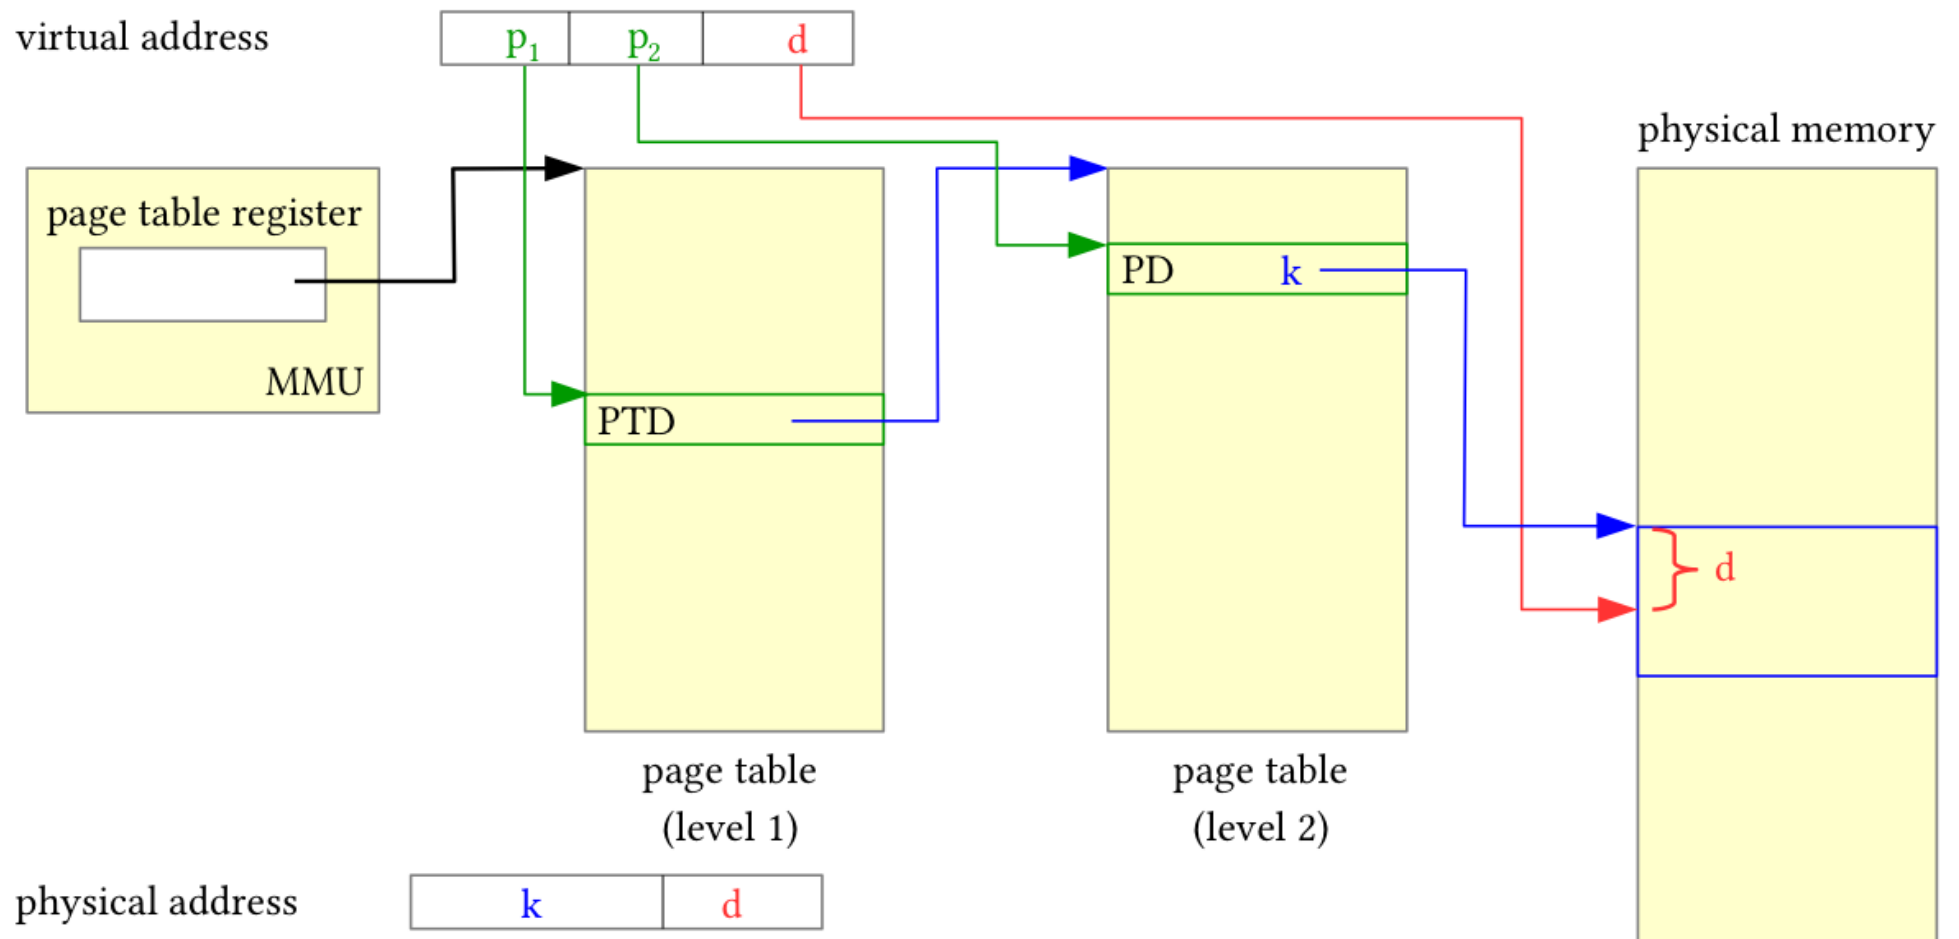 virtual address
p1 p2 d
physical memory
page table register
MMU
PTD
PD k
d
page table
(level 1)
page table
(level 2)
physical address
k d